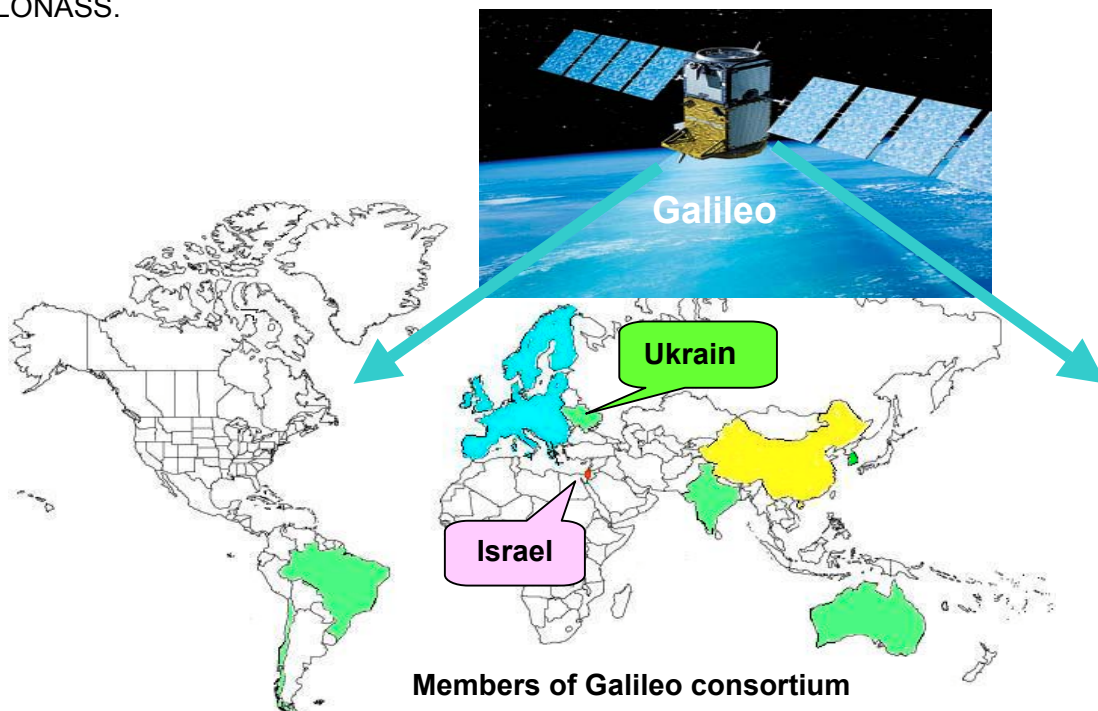 LONASS.
Galileo
Ukrain
Israel
Members of Galileo consortium